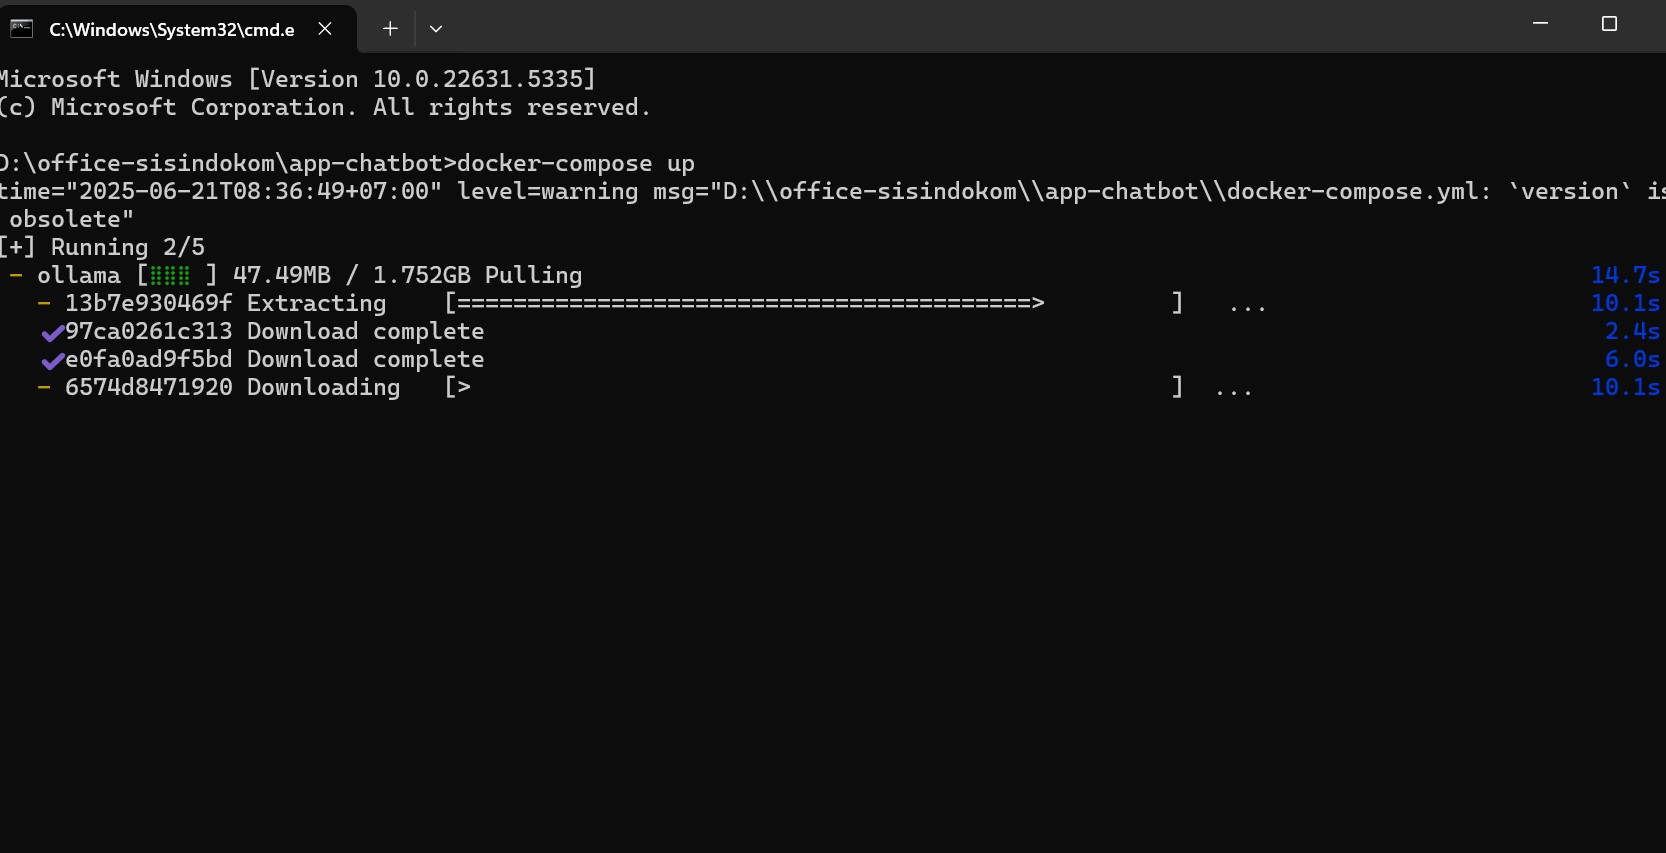 C:\Windows\System32\cmd.e
Microsoft Windows [Version 10.0.22631.5335]
(c) Microsoft Corporation. All rights reserved.
D:\office-sisindokom\app-chatbot>docker-compose up
time="2025-06-21T08:36:49+07:00" level=warning msg="D:\\office-sisindokom\\app-chatbot\\docker-compose.yml: `version` is
obsolete"
[+] Running 2/5
- ollama [⣿⣿⣿ ] 47.49MB / 1.752GB Pulling 14.7s
- 13b7e930469f Extracting [=========================================> ] ... 10.1s
✔97ca0261c313 Download complete 2.4s
✔e0fa0ad9f5bd Download complete 6.0s
- 6574d8471920 Downloading [> ] ... 10.1s